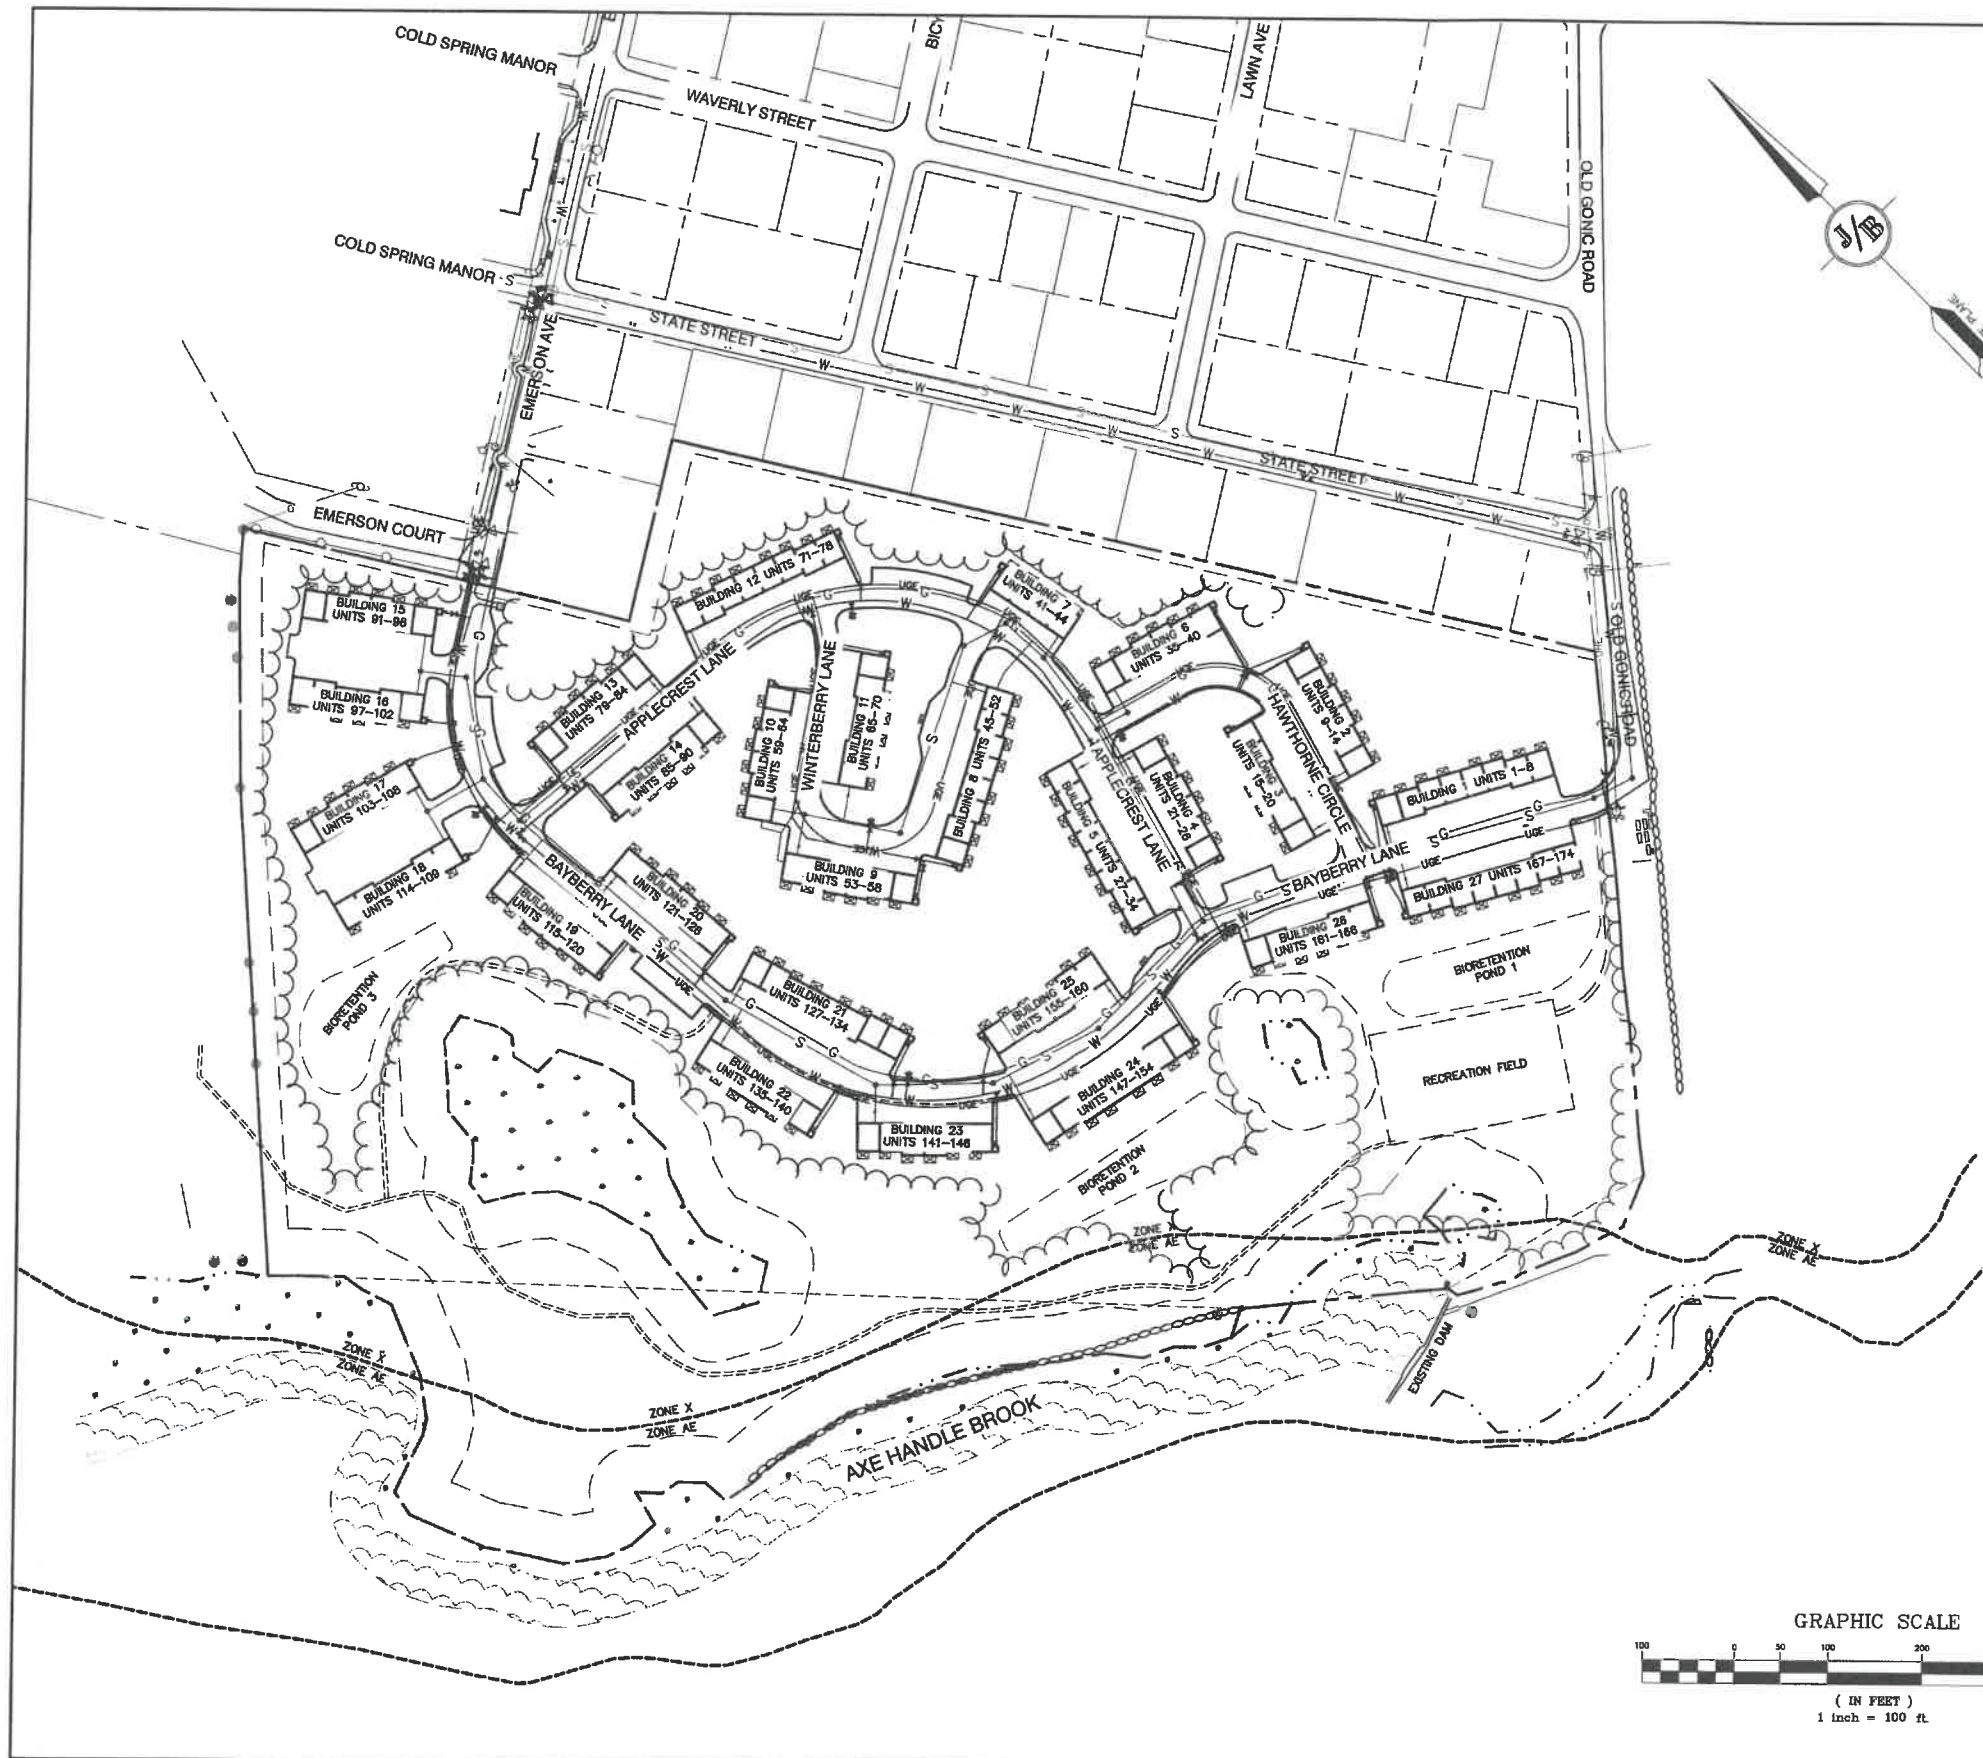 COLD SPRING MANOR
WAVERLY STREET
LAWN AVE
OLD GONIC ROAD
J/B
PLANE
COLD SPRING MANOR
S
STATE STREET
EMERSON AVE
STATE STREET
EMERSON COURT
OLD GONIC ROAD
BUILDING 15
UNITS 91-96
BUILDING 16
UNITS 97-102
BUILDING 12 UNITS 71-78
BUILDING 7
UNITS 41-44
BUILDING 6
UNITS 35-40
BUILDING 13
UNITS 79-84
APPLECREST LANE
BUILDING 14
UNITS 85-90
BUILDING 10
UNITS 59-64
WINTERBERRY LANE
BUILDING 11
UNITS 65-70
BUILDING 8 UNITS 45-52
BUILDING 9
UNITS 53-58
BUILDING 2
UNITS 9-14
HAWTHORNE CIRCLE
BUILDING 3
UNITS 15-20
BUILDING 4
UNITS 21-26
APPLECREST LANE
BUILDING 5 UNITS 27-34
BUILDING 1 UNITS 1-8
BAYBERRY LANE
BUILDING 27 UNITS 167-174
BUILDING 26
UNITS 161-166
BUILDING 17
UNITS 103-108
BUILDING 18
UNITS 114-109
BAYBERRY LANE
BUILDING 19
UNITS 115-120
BUILDING 20
UNITS 121-126
BUILDING 21
UNITS 127-134
BUILDING 22
UNITS 135-140
BUILDING 23
UNITS 141-146
BUILDING 24
UNITS 147-154
BUILDING 25
UNITS 155-160
BIORETENTION
POND 3
BIORETENTION
POND 1
BIORETENTION
POND 2
RECREATION FIELD
ZONE X
ZONE AE
ZONE X
ZONE AE
ZONE X
ZONE AE
ZONE X
ZONE AE
EXISTING DAM
AXE HANDLE BROOK
GRAPHIC SCALE
100 0 50 100 200
( IN FEET )
1 inch = 100 ft.